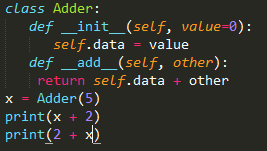 class Adder:
    def __init__(self, value=0):
        self.data = value
    def __add__(self, other):
     return self.data + other
x = Adder(5)
print(x + 2)
print(2 + x)